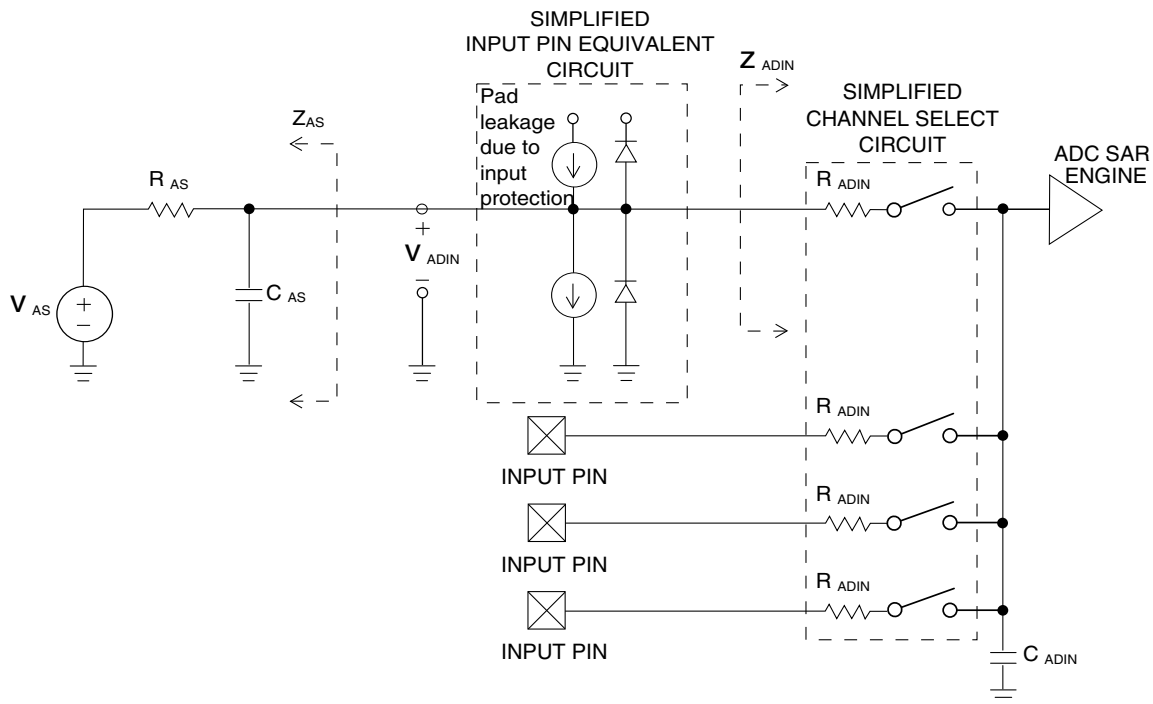 SIMPLIFIED
INPUT PIN EQUIVALENT
CIRCUIT
Pad
leakage
due to
input
protection
ZAS
Z ADIN
SIMPLIFIED
CHANNEL SELECT
CIRCUIT
ADC SAR
ENGINE
R AS
R ADIN
+
V ADIN
–
C AS
V AS
+
–
R ADIN
INPUT PIN
R ADIN
INPUT PIN
R ADIN
INPUT PIN
C ADIN